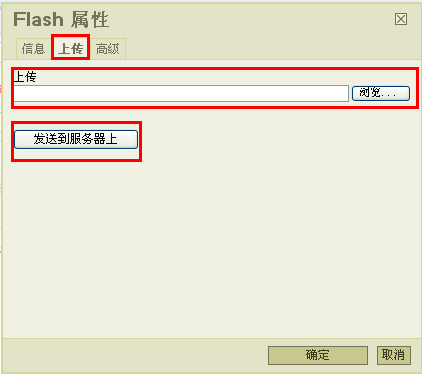 Flash 属性
信息 上传 高级
上传
浏览...
发送到服务器上
确定 取消